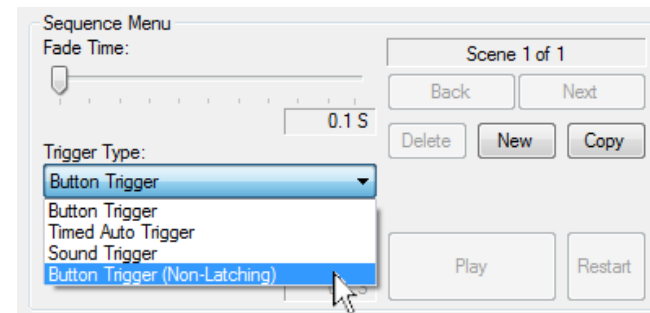 Sequence Menu
Fade Time:
0.1 S
Trigger Type:
Button Trigger
Button Trigger
Timed Auto Trigger
Sound Trigger
Button Trigger (Non-Latching)
Scene 1 of 1
Back
Next
Delete
New
Copy
Play
Restart